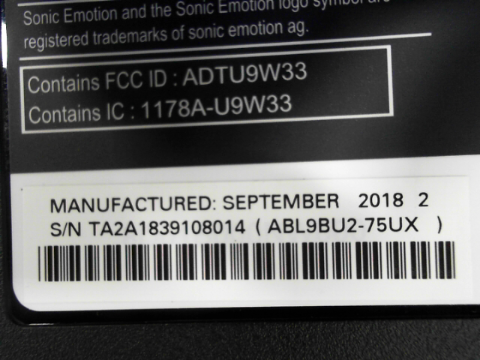 Sonic Emotion and the Sonic Emotion logo symbol are
registered trademarks of sonic emotion ag.
Contains FCC ID : ADTU9W33
Contains IC : 1178A-U9W33
MANUFACTURED: SEPTEMBER 2018 2
S/N TA2A1839108014 ( ABL9BU2-75UX )